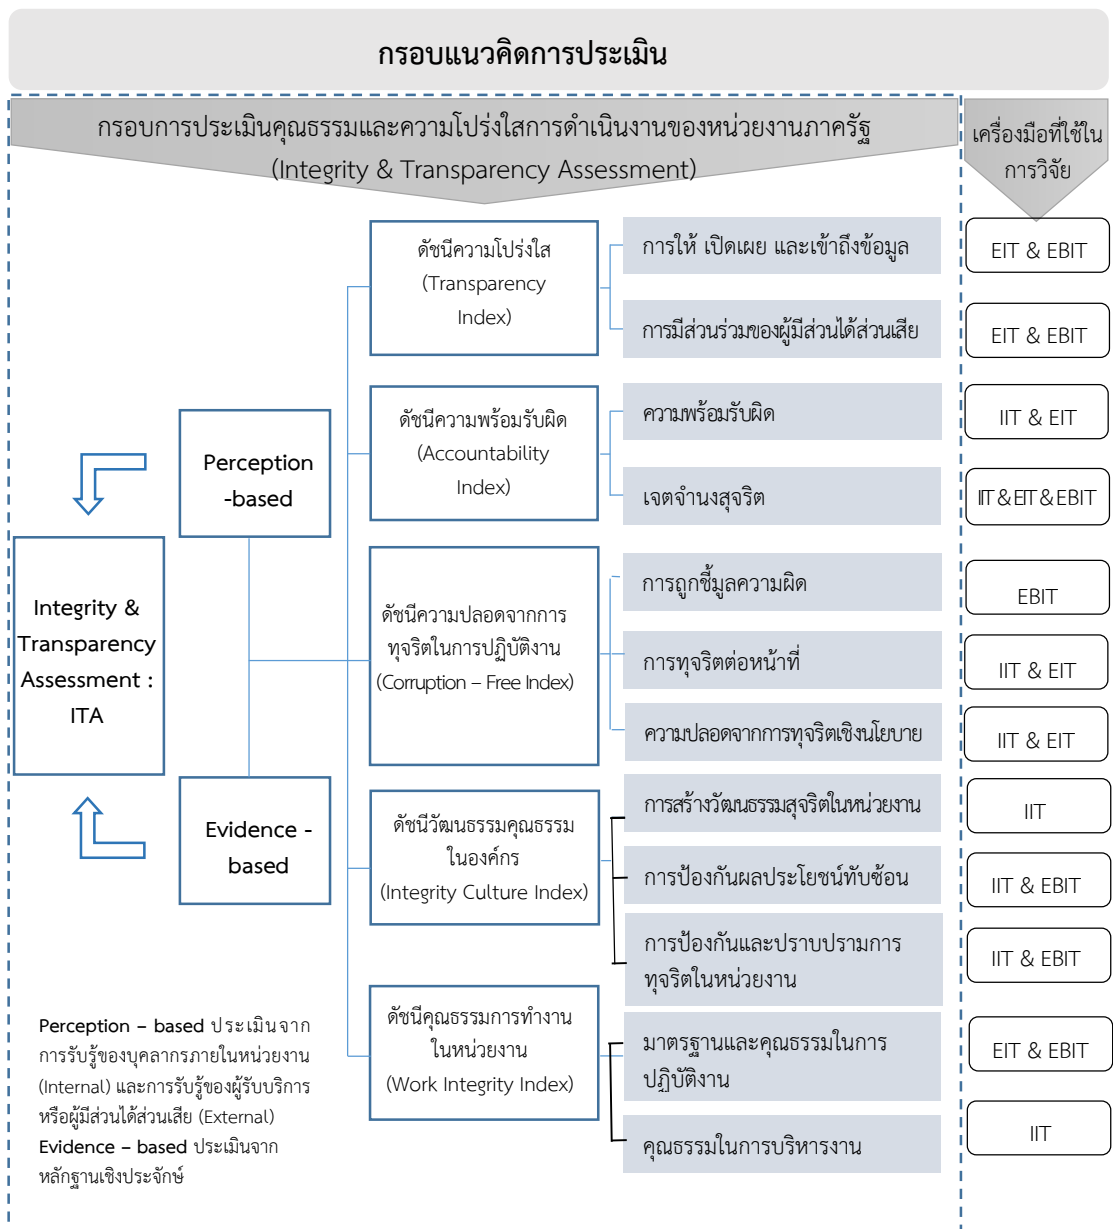 กรอบแนวคิดการประเมิน
กรอบการประเมินคุณธรรมและความโปร่งใสการดำเนินงานของหน่วยงานภาครัฐ
(Integrity & Transparency Assessment)
เครื่องมือที่ใช้ใน
การวิจัย
Integrity &
Transparency
Assessment :
ITA
Perception
-based
Evidence -
based
ดัชนีความโปร่งใส
(Transparency
Index)
การให้ เปิดเผย และเข้าถึงข้อมูล
EIT & EBIT
การมีส่วนร่วมของผู้มีส่วนได้ส่วนเสีย
EIT & EBIT
ดัชนีความพร้อมรับผิด
(Accountability
Index)
ความพร้อมรับผิด
IIT & EIT
เจตจำนงสุจริต
IIT & EIT & EBIT
ดัชนีความปลอดจากการ
ทุจริตในการปฏิบัติงาน
(Corruption – Free Index)
การถูกชี้มูลความผิด
EBIT
การทุจริตต่อหน้าที่
IIT & EIT
ความปลอดจากการทุจริตเชิงนโยบาย
IIT & EIT
ดัชนีวัฒนธรรมคุณธรรม
ในองค์กร
(Integrity Culture Index)
การสร้างวัฒนธรรมสุจริตในหน่วยงาน
IIT
การป้องกันผลประโยชน์ทับซ้อน
IIT & EBIT
การป้องกันและปราบปรามการ
ทุจริตในหน่วยงาน
IIT & EBIT
ดัชนีคุณธรรมการทำงาน
ในหน่วยงาน
(Work Integrity Index)
มาตรฐานและคุณธรรมในการ
ปฏิบัติงาน
EIT & EBIT
คุณธรรมในการบริหารงาน
IIT
Perception – based ประเมินจาก
การรับรู้ของบุคลากรภายในหน่วยงาน
(Internal) และการรับรู้ของผู้รับบริการ
หรือผู้มีส่วนได้ส่วนเสีย (External)
Evidence – based ประเมินจาก
หลักฐานเชิงประจักษ์